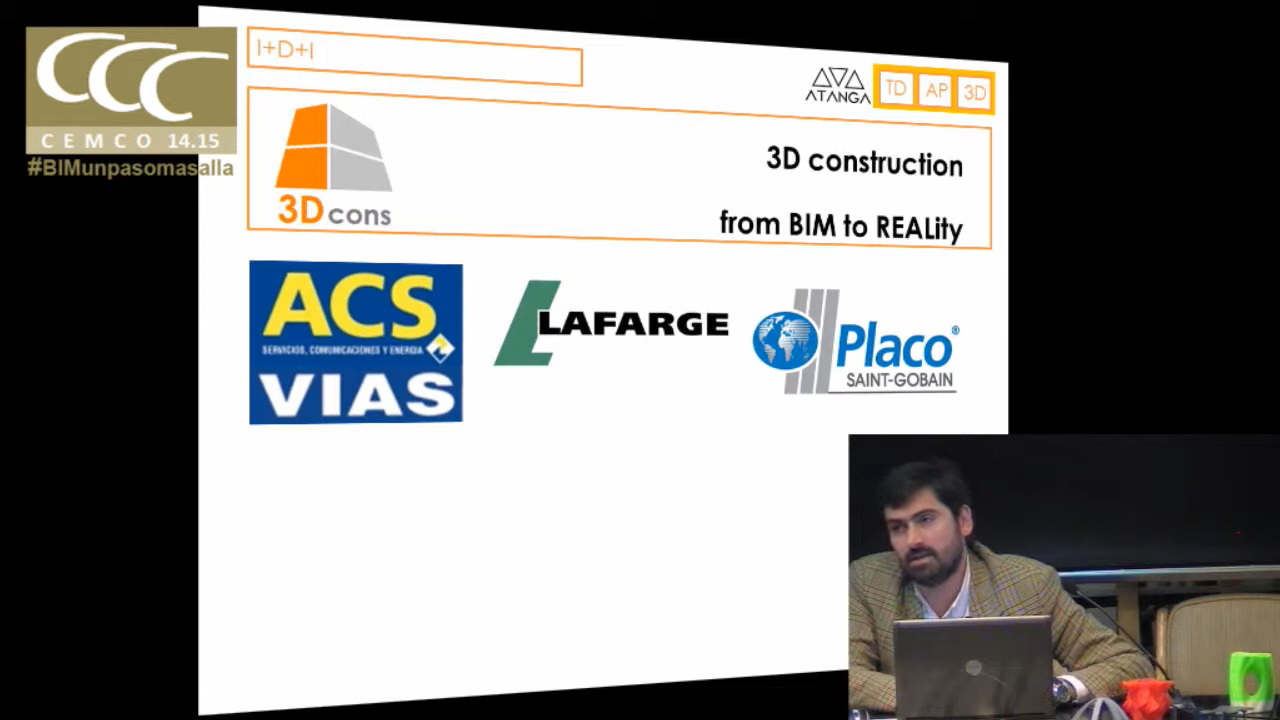 CCC
CEMCO 14.15
#BIMunpasomasalla
I+D+I
ATANGA
TD AP 3D
3D cons
3D construction
from BIM to REALity
ACS
SERVICIOS, COMUNICACIONES Y ENERGIA
VIAS
LAFARGE
Placo®
SAINT-GOBAIN